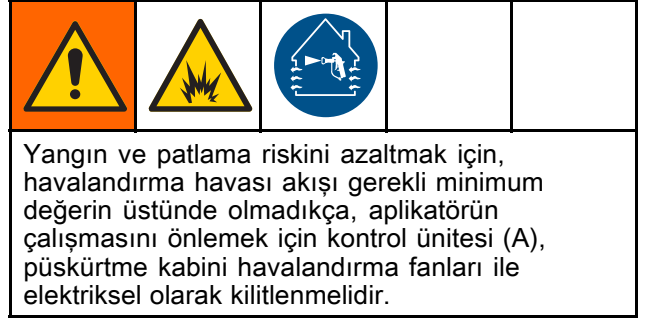 Yangın ve patlama riskini azaltmak için,
havalandırma havası akışı gerekli minimum
değerin üstünde olmadıkça, aplikatörün
çalışmasını önlemek için kontrol ünitesi (A),
püskürtme kabini havalandırma fanları ile
elektriksel olarak kilitlenmelidir.